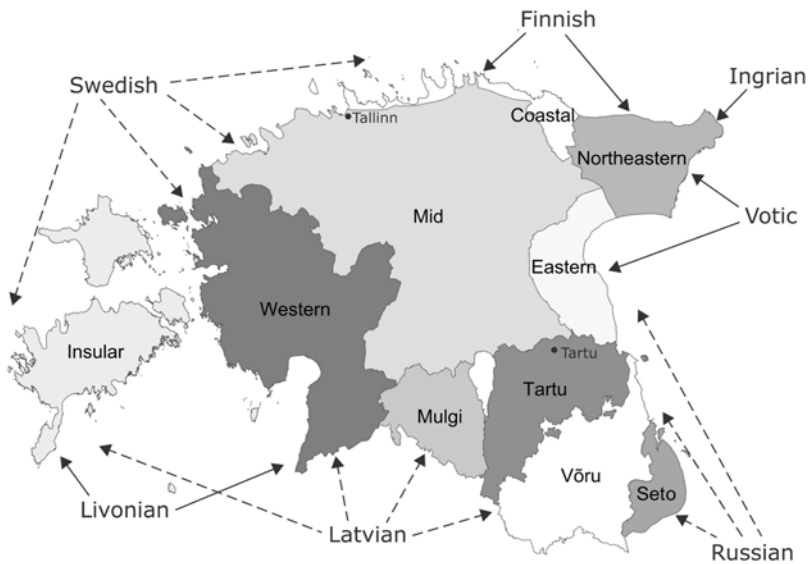 Finnish
Swedish
Ingrian
Tallinn
Coastal
Northeastern
Mid
Votic
Eastern
Western
Insular
Tartu
Tartu
Mulgi
Võru
Seto
Livonian
Latvian
Russian